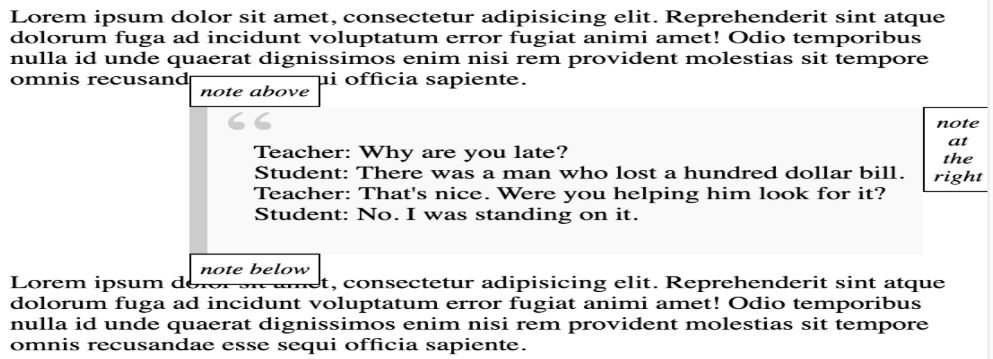 Lorem ipsum dolor sit amet, consectetur adipisicing elit. Reprehenderit sint atque
dolorum fuga ad incidunt voluptatum error fugiat animi amet! Odio temporibus
nulla id unde quaerat dignissimos enim nisi rem provident molestias sit tempore
omnis recusand ui officia sapiente.
note above
“
Teacher: Why are you late?
Student: There was a man who lost a hundred dollar bill.
Teacher: That's nice. Were you helping him look for it?
Student: No. I was standing on it.
note
at
the
right
note below
Lorem ipsum dolor sit amet, consectetur adipisicing elit. Reprehenderit sint atque
dolorum fuga ad incidunt voluptatum error fugiat animi amet! Odio temporibus
nulla id unde quaerat dignissimos enim nisi rem provident molestias sit tempore
omnis recusandae esse sequi officia sapiente.